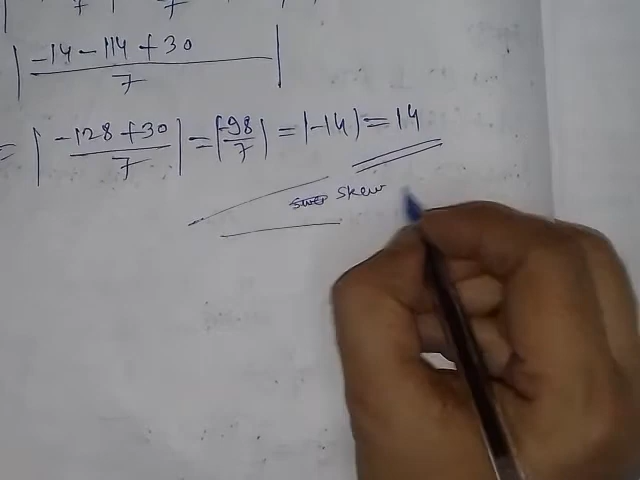 |-14-114+30 / 7|
= |-128+30 / 7| = |-98/7| = |-14| = 14
skew